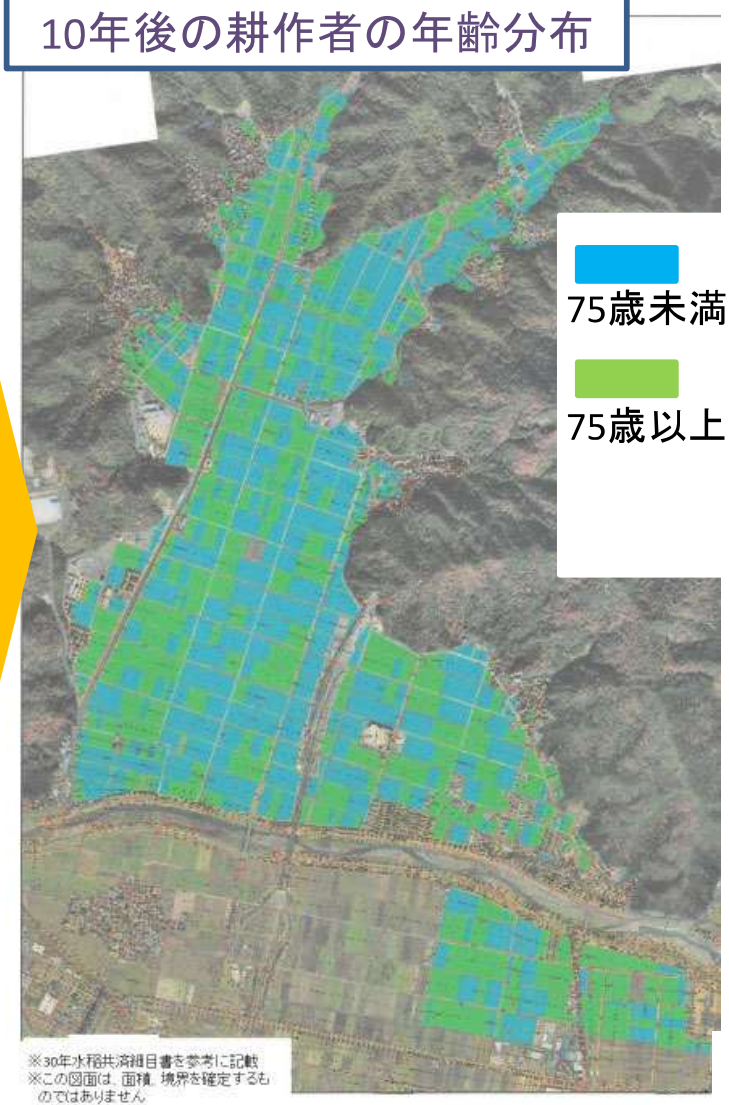 10年後の耕作者の年齢分布
75歳未満
75歳以上
※30年水稲共済細目書を参考に記載
※この図面は、面積、境界を確定するも
のではありません